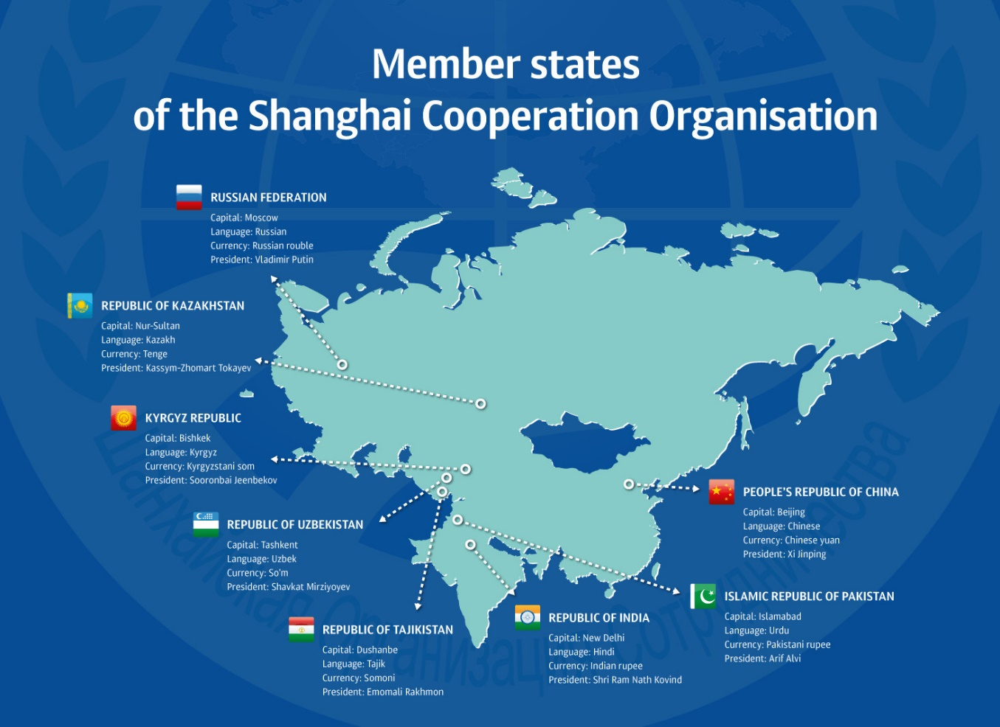 Member states
of the Shanghai Cooperation Organisation
RUSSIAN FEDERATION
Capital: Moscow
Language: Russian
Currency: Russian rouble
President: Vladimir Putin
REPUBLIC OF KAZAKHSTAN
Capital: Nur-Sultan
Language: Kazakh
Currency: Tenge
President: Kassym-Zhomart Tokayev
KYRGYZ REPUBLIC
Capital: Bishkek
Language: Kyrgyz
Currency: Kyrgyzstani som
President: Sooronbai Jeenbekov
REPUBLIC OF UZBEKISTAN
Capital: Tashkent
Language: Uzbek
Currency: So'm
President: Shavkat Mirziyoyev
REPUBLIC OF TAJIKISTAN
Capital: Dushanbe
Language: Tajik
Currency: Somoni
President: Emomali Rakhmon
REPUBLIC OF INDIA
Capital: New Delhi
Language: Hindi
Currency: Indian rupee
President: Shri Ram Nath Kovind
PEOPLE'S REPUBLIC OF CHINA
Capital: Beijing
Language: Chinese
Currency: Chinese yuan
President: Xi Jinping
ISLAMIC REPUBLIC OF PAKISTAN
Capital: Islamabad
Language: Urdu
Currency: Pakistani rupee
President: Arif Alvi
Шанхайская Организация Сотрудничества